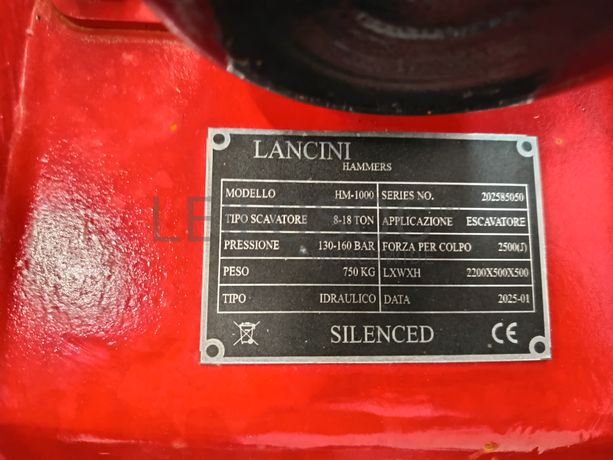 LANCINI
HAMMERS
MODELLO HM-1000 SERIES NO. 202585050
TIPO SCAVATORE 8-18 TON APPLICAZIONE ESCAVATORE
PRESSIONE 130-160 BAR FORZA PER COLPO 2500(J)
PESO 750 KG LXWXH 2200X500X500
TIPO IDRAULICO DATA 2025-01
SILENCED CE